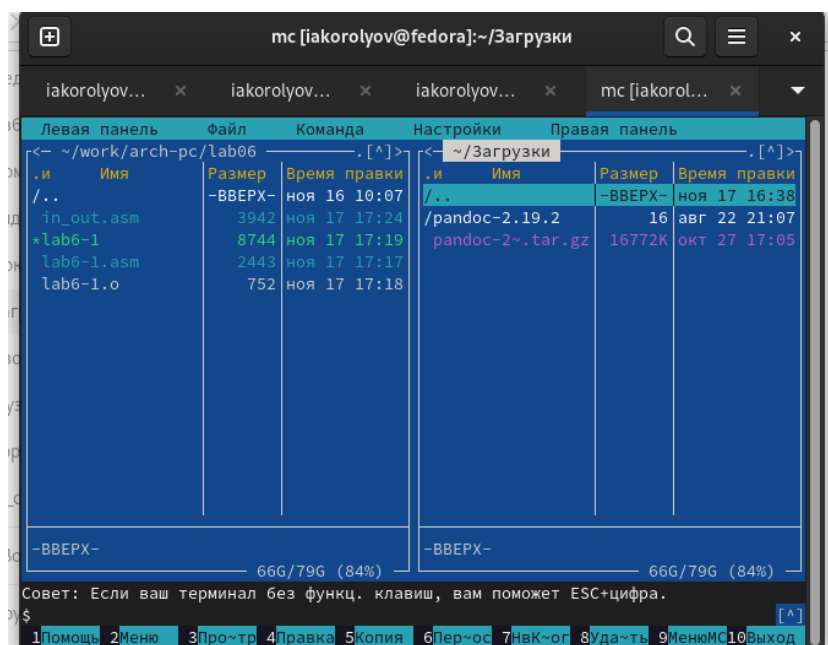 mc [iakorolyov@fedora]:~/Загрузки
iakorolyov... × iakorolyov... × iakorolyov... × mc [iakorol... ×
Левая панель Файл Команда Настройки Правая панель
<— ~/work/arch-pc/lab06 .[^]> <— ~/Загрузки .[^]>
.и Имя Размер Время правки .и Имя Размер Время правки
/.. -ВВЕРХ- ноя 16 10:07 /.. -ВВЕРХ- ноя 17 16:38
in_out.asm 3942 ноя 17 17:24 /pandoc-2.19.2 16 авг 22 21:07
*lab6-1 8744 ноя 17 17:19 pandoc-2~.tar.gz 16772K окт 27 17:05
lab6-1.asm 2443 ноя 17 17:17
lab6-1.o 752 ноя 17 17:18
-ВВЕРХ- -ВВЕРХ-
66G/79G (84%) 66G/79G (84%)
Совет: Если ваш терминал без функц. клавиш, вам поможет ESC+цифра.
$ [^]
1Помощь 2Меню 3Про~тр 4Правка 5Копия 6Пер~ос 7НвК~ог 8Уда~ть 9МенюMC10Выход